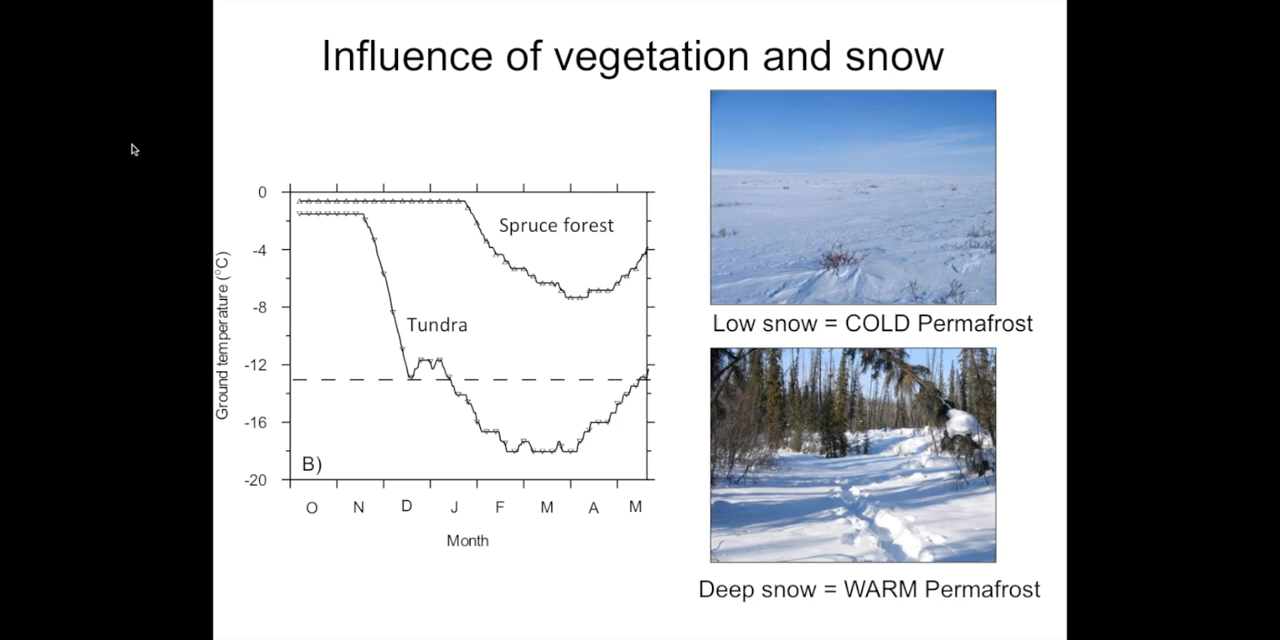 Influence of vegetation and snow
0
-4
-8
-12
-16
-20
Ground temperature (°C)
Spruce forest
Tundra
B)
O N D J F M A M
Month
Low snow = COLD Permafrost
Deep snow = WARM Permafrost